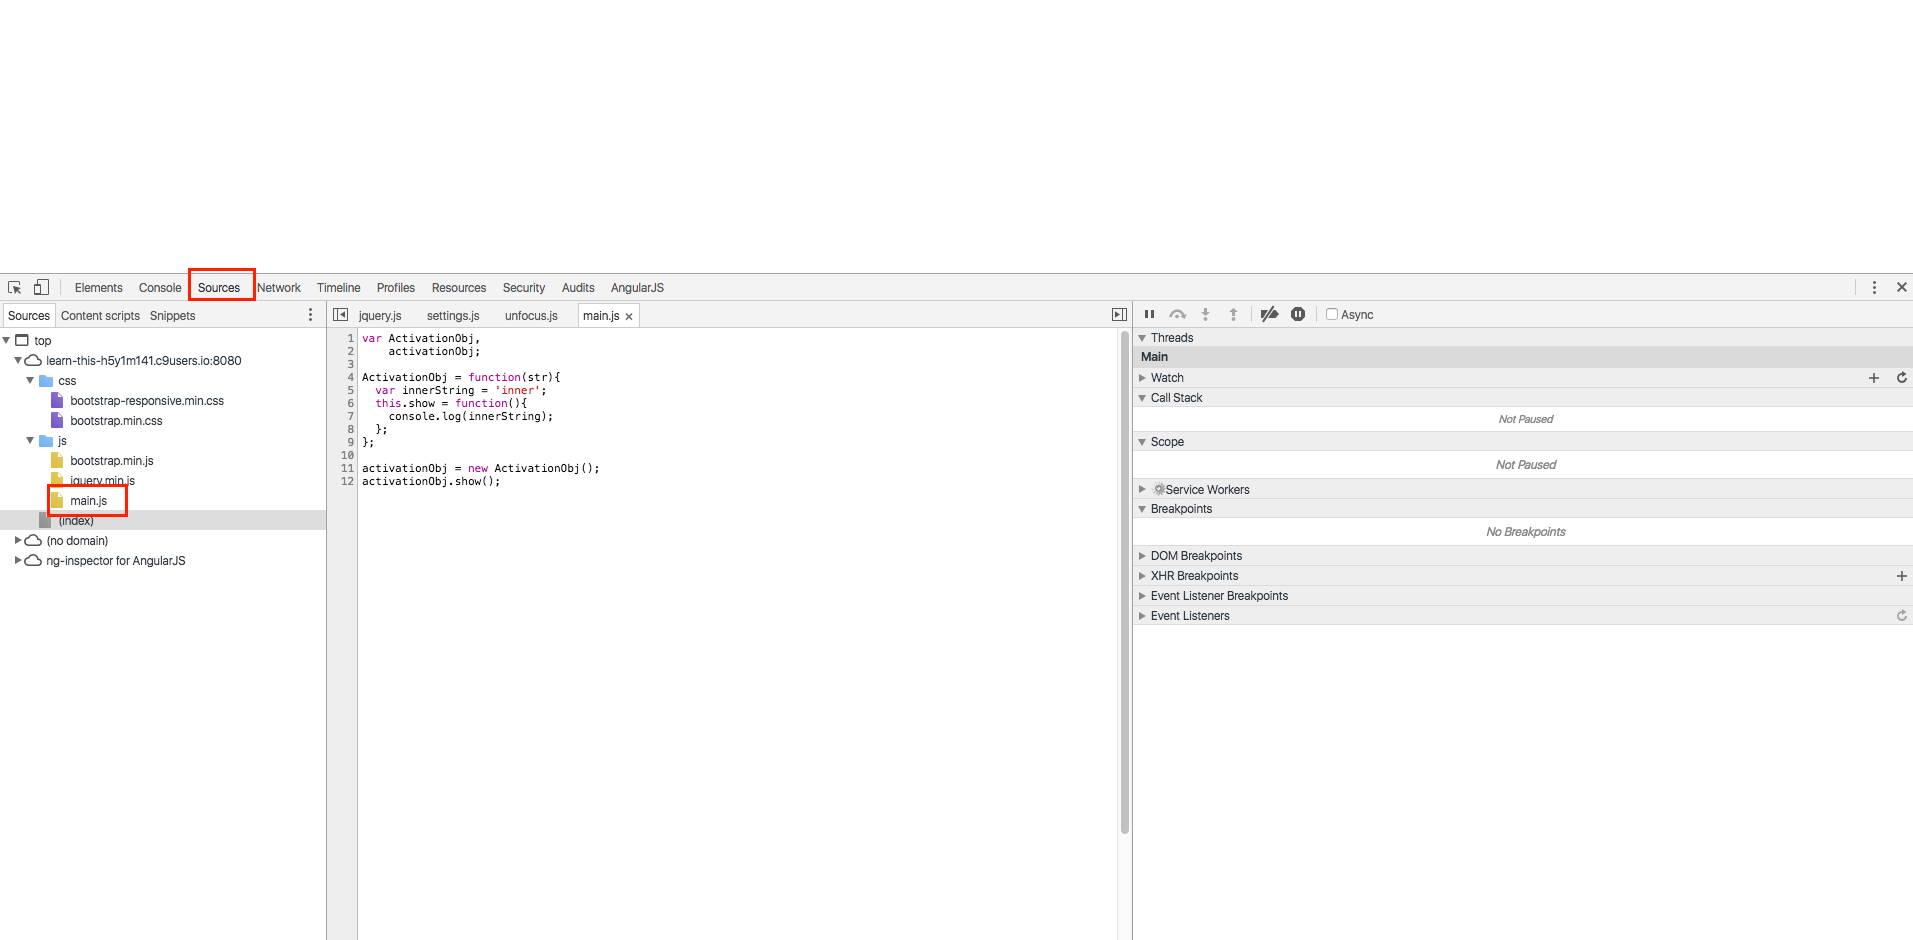 Elements Console Sources Network Timeline Profiles Resources Security Audits AngularJS
Sources Content scripts Snippets
top
learn-this-h5y1m141.c9users.io:8080
css
bootstrap-responsive.min.css
bootstrap.min.css
js
bootstrap.min.js
jquery.min.js
main.js
(index)
(no domain)
ng-inspector for AngularJS
jquery.js settings.js unfocus.js main.js ×
1 var ActivationObj,
2     activationObj;
3
4 ActivationObj = function(str){
5   var innerString = 'inner';
6   this.show = function(){
7     console.log(innerString);
8   };
9 };
10
11 activationObj = new ActivationObj();
12 activationObj.show();
Async
Threads
Main
Watch
Call Stack
Not Paused
Scope
Not Paused
Service Workers
Breakpoints
No Breakpoints
DOM Breakpoints
XHR Breakpoints
Event Listener Breakpoints
Event Listeners